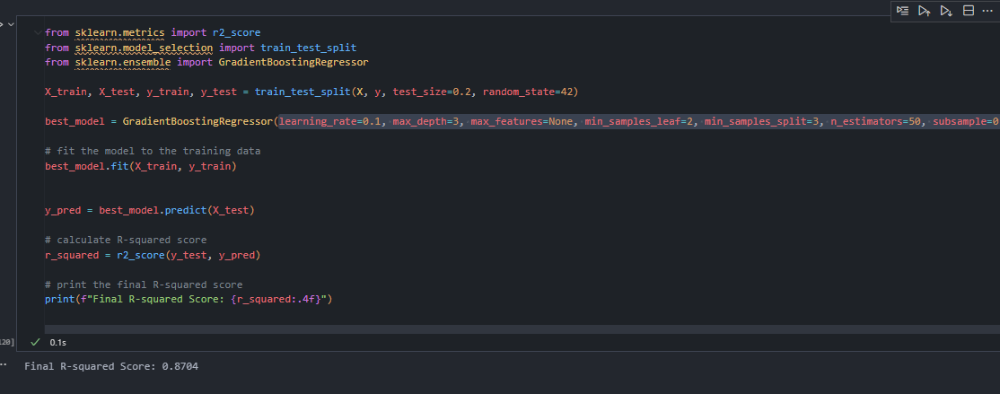 from sklearn.metrics import r2_score
from sklearn.model_selection import train_test_split
from sklearn.ensemble import GradientBoostingRegressor
X_train, X_test, y_train, y_test = train_test_split(X, y, test_size=0.2, random_state=42)
best_model = GradientBoostingRegressor(learning_rate=0.1, max_depth=3, max_features=None, min_samples_leaf=2, min_samples_split=3, n_estimators=50, subsample=0
# fit the model to the training data
best_model.fit(X_train, y_train)
y_pred = best_model.predict(X_test)
# calculate R-squared score
r_squared = r2_score(y_test, y_pred)
# print the final R-squared score
print(f"Final R-squared Score: {r_squared:.4f}")
120] 0.1s
Final R-squared Score: 0.8704